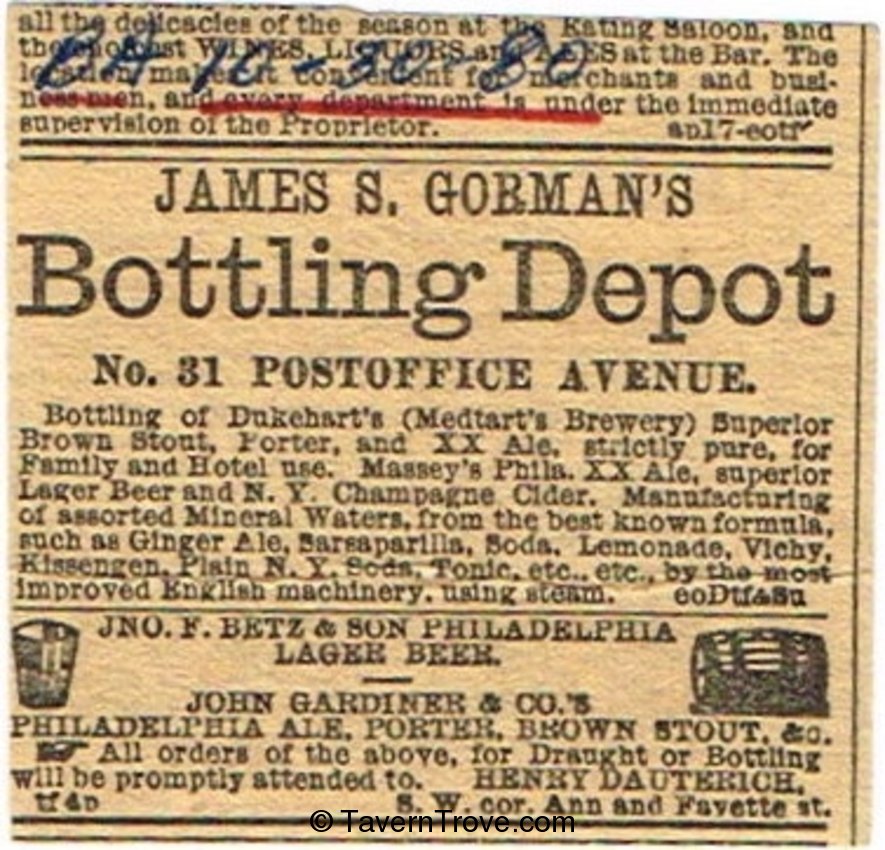 all the delicacies of the season at the Eating Saloon, and
the choicest WINES, LIQUORS and ALES at the Bar. The
location makes it convenient for merchants and busi-
ness men, and every department is under the immediate
supervision of the Proprietor. ap17-eotf
BA 10-30-80
JAMES S. GORMAN'S
Bottling Depot
No. 31 POSTOFFICE AVENUE.
Bottling of Dukehart's (Medtart's Brewery) Superior
Brown Stout, Porter, and XX Ale, strictly pure, for
Family and Hotel use. Massey's Phila. XX Ale, superior
Lager Beer and N. Y. Champagne Cider. Manufacturing
of assorted Mineral Waters, from the best known formula,
such as Ginger Ale, Sarsaparilla, Soda, Lemonade, Vichy,
Kissengen, Plain N. Y. Soda, Tonic, etc., etc., by the most
improved English machinery, using steam. eoDtf&Su
JNO. F. BETZ & SON PHILADELPHIA
LAGER BEER.
JOHN GARDINER & CO.'S
PHILADELPHIA ALE, PORTER, BROWN STOUT, &c.
☞ All orders of the above, for Draught or Bottling
will be promptly attended to. HENRY DAUTERICH,
tf4p S. W. cor. Ann and Fayette st.
© TavernTrove.com